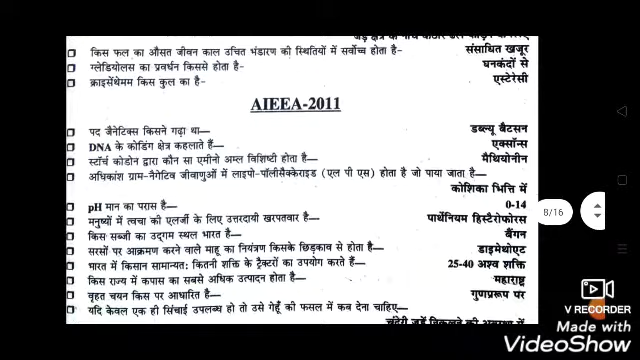 किस फल का औसत जीवन काल उचित भंडारण की स्थितियों में सर्वोच्च होता है- संसाधित खजूर
ग्लेडियोलस का प्रवर्धन किससे होता है- घनकंदों से
क्राइसेंथेमम किस कुल का है- एस्टेरेसी
AIEEA-2011
पद जैनेटिक्स किसने गढ़ा था— डब्ल्यू बैटसन
DNA के कोडिंग क्षेत्र कहलाते हैं— एक्सॉन्स
स्टॉर्च कोडोन द्वारा कौन सा एमीनो अम्ल विशिष्टी होता है— मैथियोनीन
अधिकांश ग्राम-नैगेटिव जीवाणुओं में लाइपो-पॉलीसैक्केराइड (एल पी एस) होता है जो पाया जाता है—
कोशिका भित्ति में
pH मान का परास है- 0-14
मनुष्यों में त्वचा की एलर्जी के लिए उत्तरदायी खरपतवार है— पार्थेनियम हिस्टीरोफोरस
किस सब्जी का उद्गम स्थल भारत है— बैंगन
सरसों पर आक्रमण करने वाले माहू का नियंत्रण किसके छिड़काव से होता है— डाइमेथोएट
भारत में किसान सामान्यत: कितनी शक्ति के ट्रैक्टरों का उपयोग करते हैं— 25-40 अश्व शक्ति
किस राज्य में कपास का सबसे अधिक उत्पादन होता है— महाराष्ट्र
वृहत चयन किस पर आधारित है— गुणप्ररूप पर
यदि केवल एक ही सिंचाई उपलब्ध हो तो उसे गेहूँ की फसल में कब देना चाहिए—
8/16
V RECORDER
Made with
VideoShow